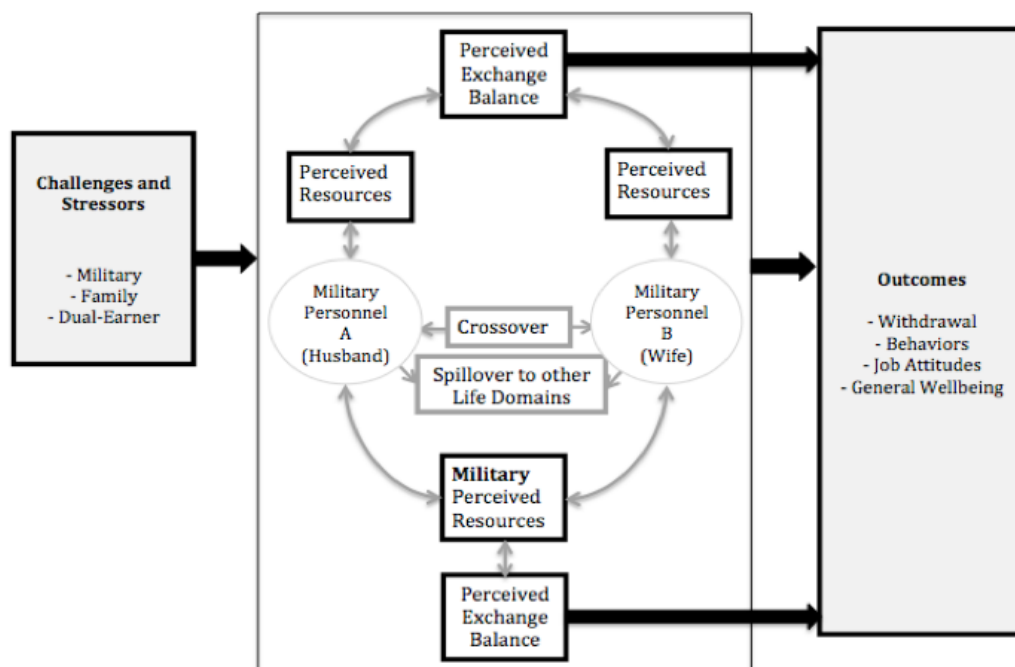 Perceived
Exchange
Balance
Challenges and
Stressors
- Military
- Family
- Dual-Earner
Perceived
Resources
Perceived
Resources
Military
Personnel
A
(Husband)
Crossover
Military
Personnel
B
(Wife)
Spillover to other
Life Domains
Military
Perceived
Resources
Perceived
Exchange
Balance
Outcomes
- Withdrawal
- Behaviors
- Job Attitudes
- General Wellbeing